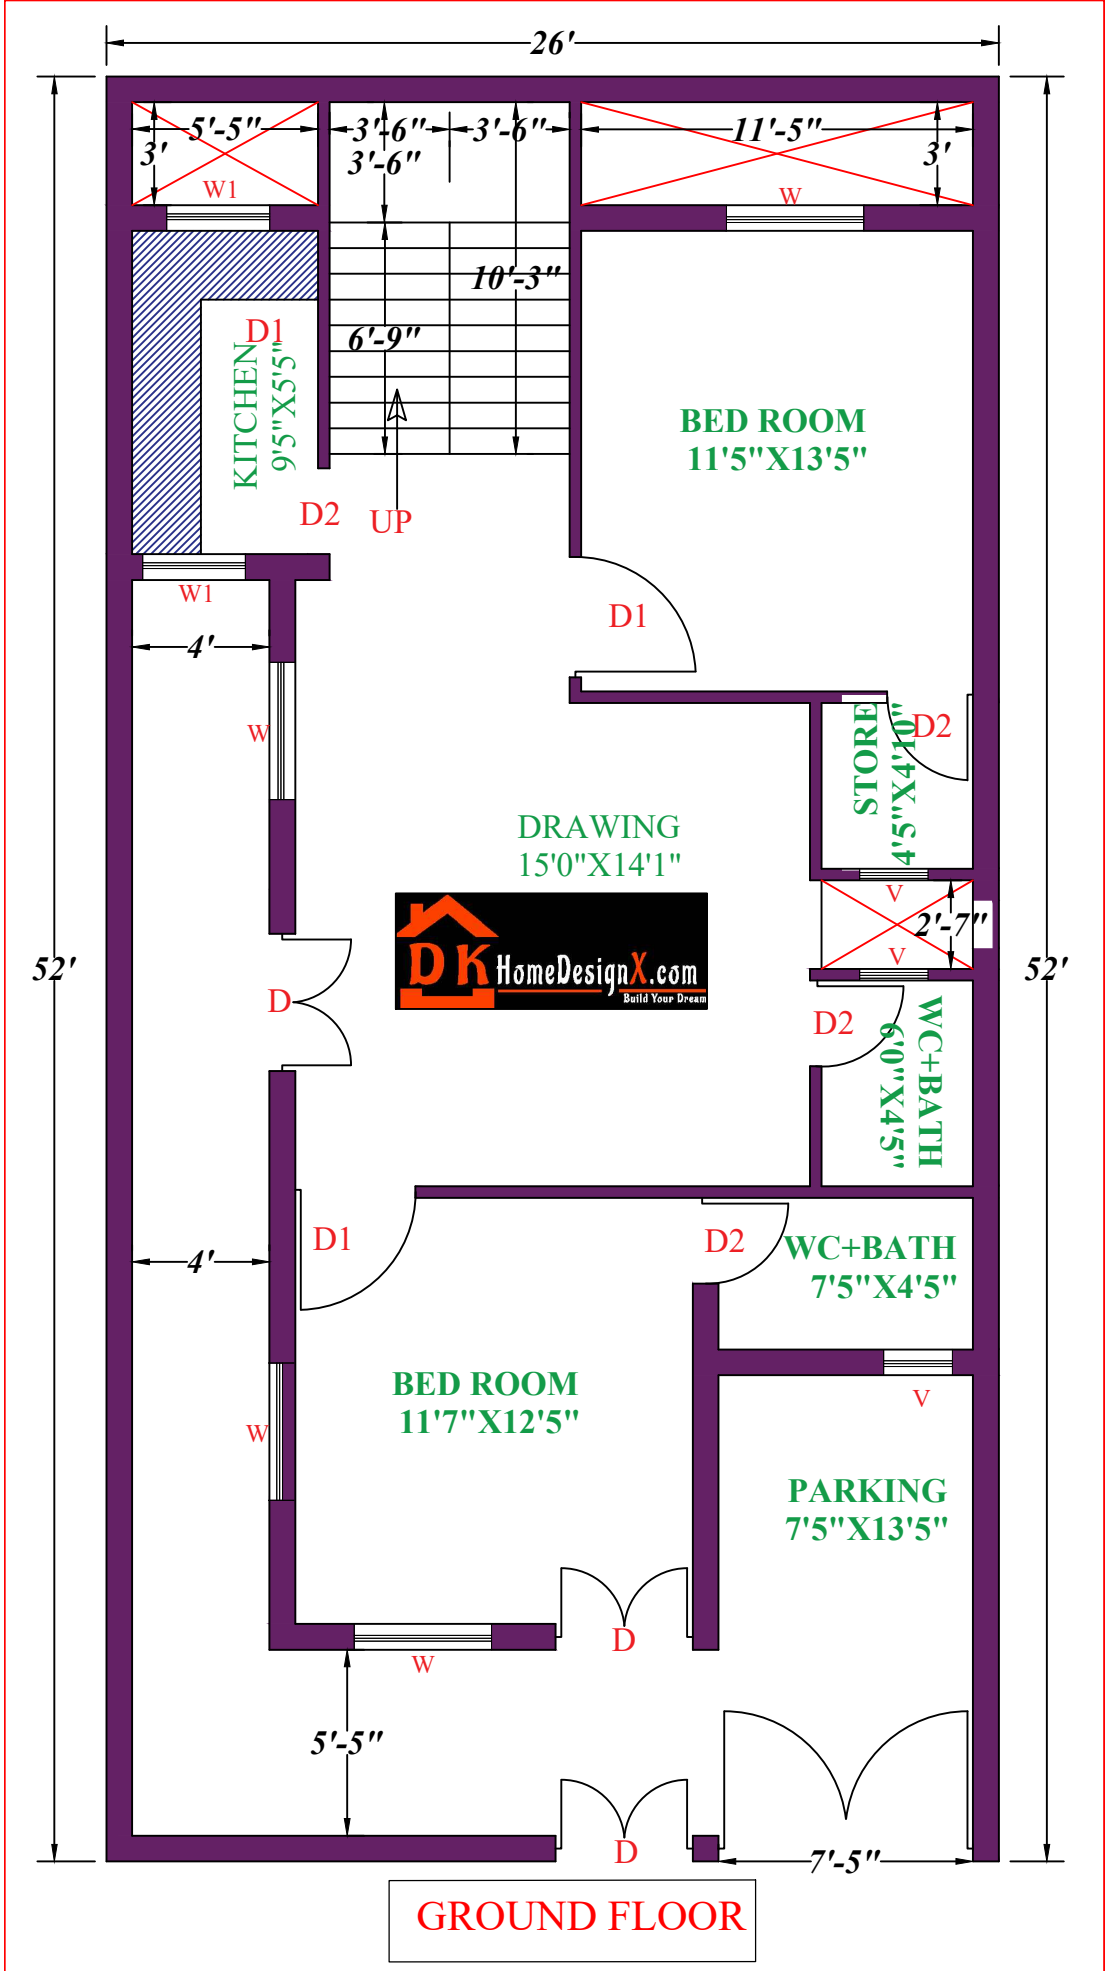 26'
5'-5"
3'-6"
3'-6"
11'-5"
3'
3'-6"
3'
W1
W
10'-3"
6'-9"
D1
KITCHEN
9'5"X5'5"
BED ROOM
11'5"X13'5"
D2
UP
W1
D1
4'
W
STORE
4'5"X4'10"
D2
DRAWING
15'0"X14'1"
V
2'-7"
DK
HomeDesignX.com
Build Your Dream
V
52'
52'
D
D2
WC+BATH
6'0"X4'5"
D1
D2
WC+BATH
7'5"X4'5"
4'
BED ROOM
11'7"X12'5"
V
W
PARKING
7'5"X13'5"
D
W
5'-5"
D
7'-5"
GROUND FLOOR